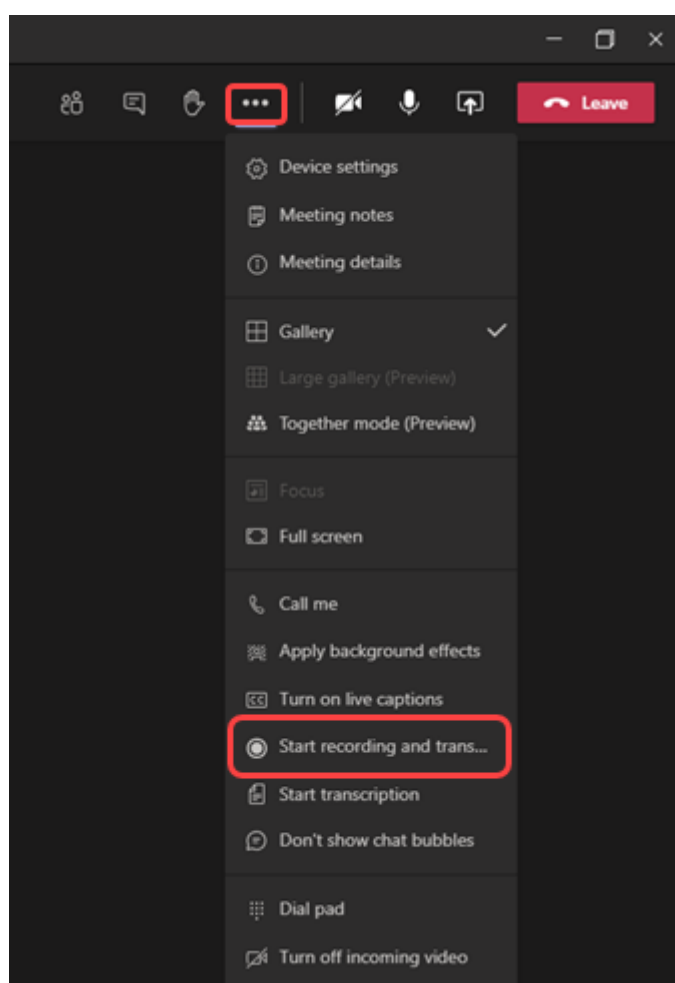 Leave
Device settings
Meeting notes
Meeting details
Gallery
Large gallery (Preview)
Together mode (Preview)
Focus
Full screen
Call me
Apply background effects
CC Turn on live captions
Start recording and trans...
Start transcription
Don't show chat bubbles
Dial pad
Turn off incoming video